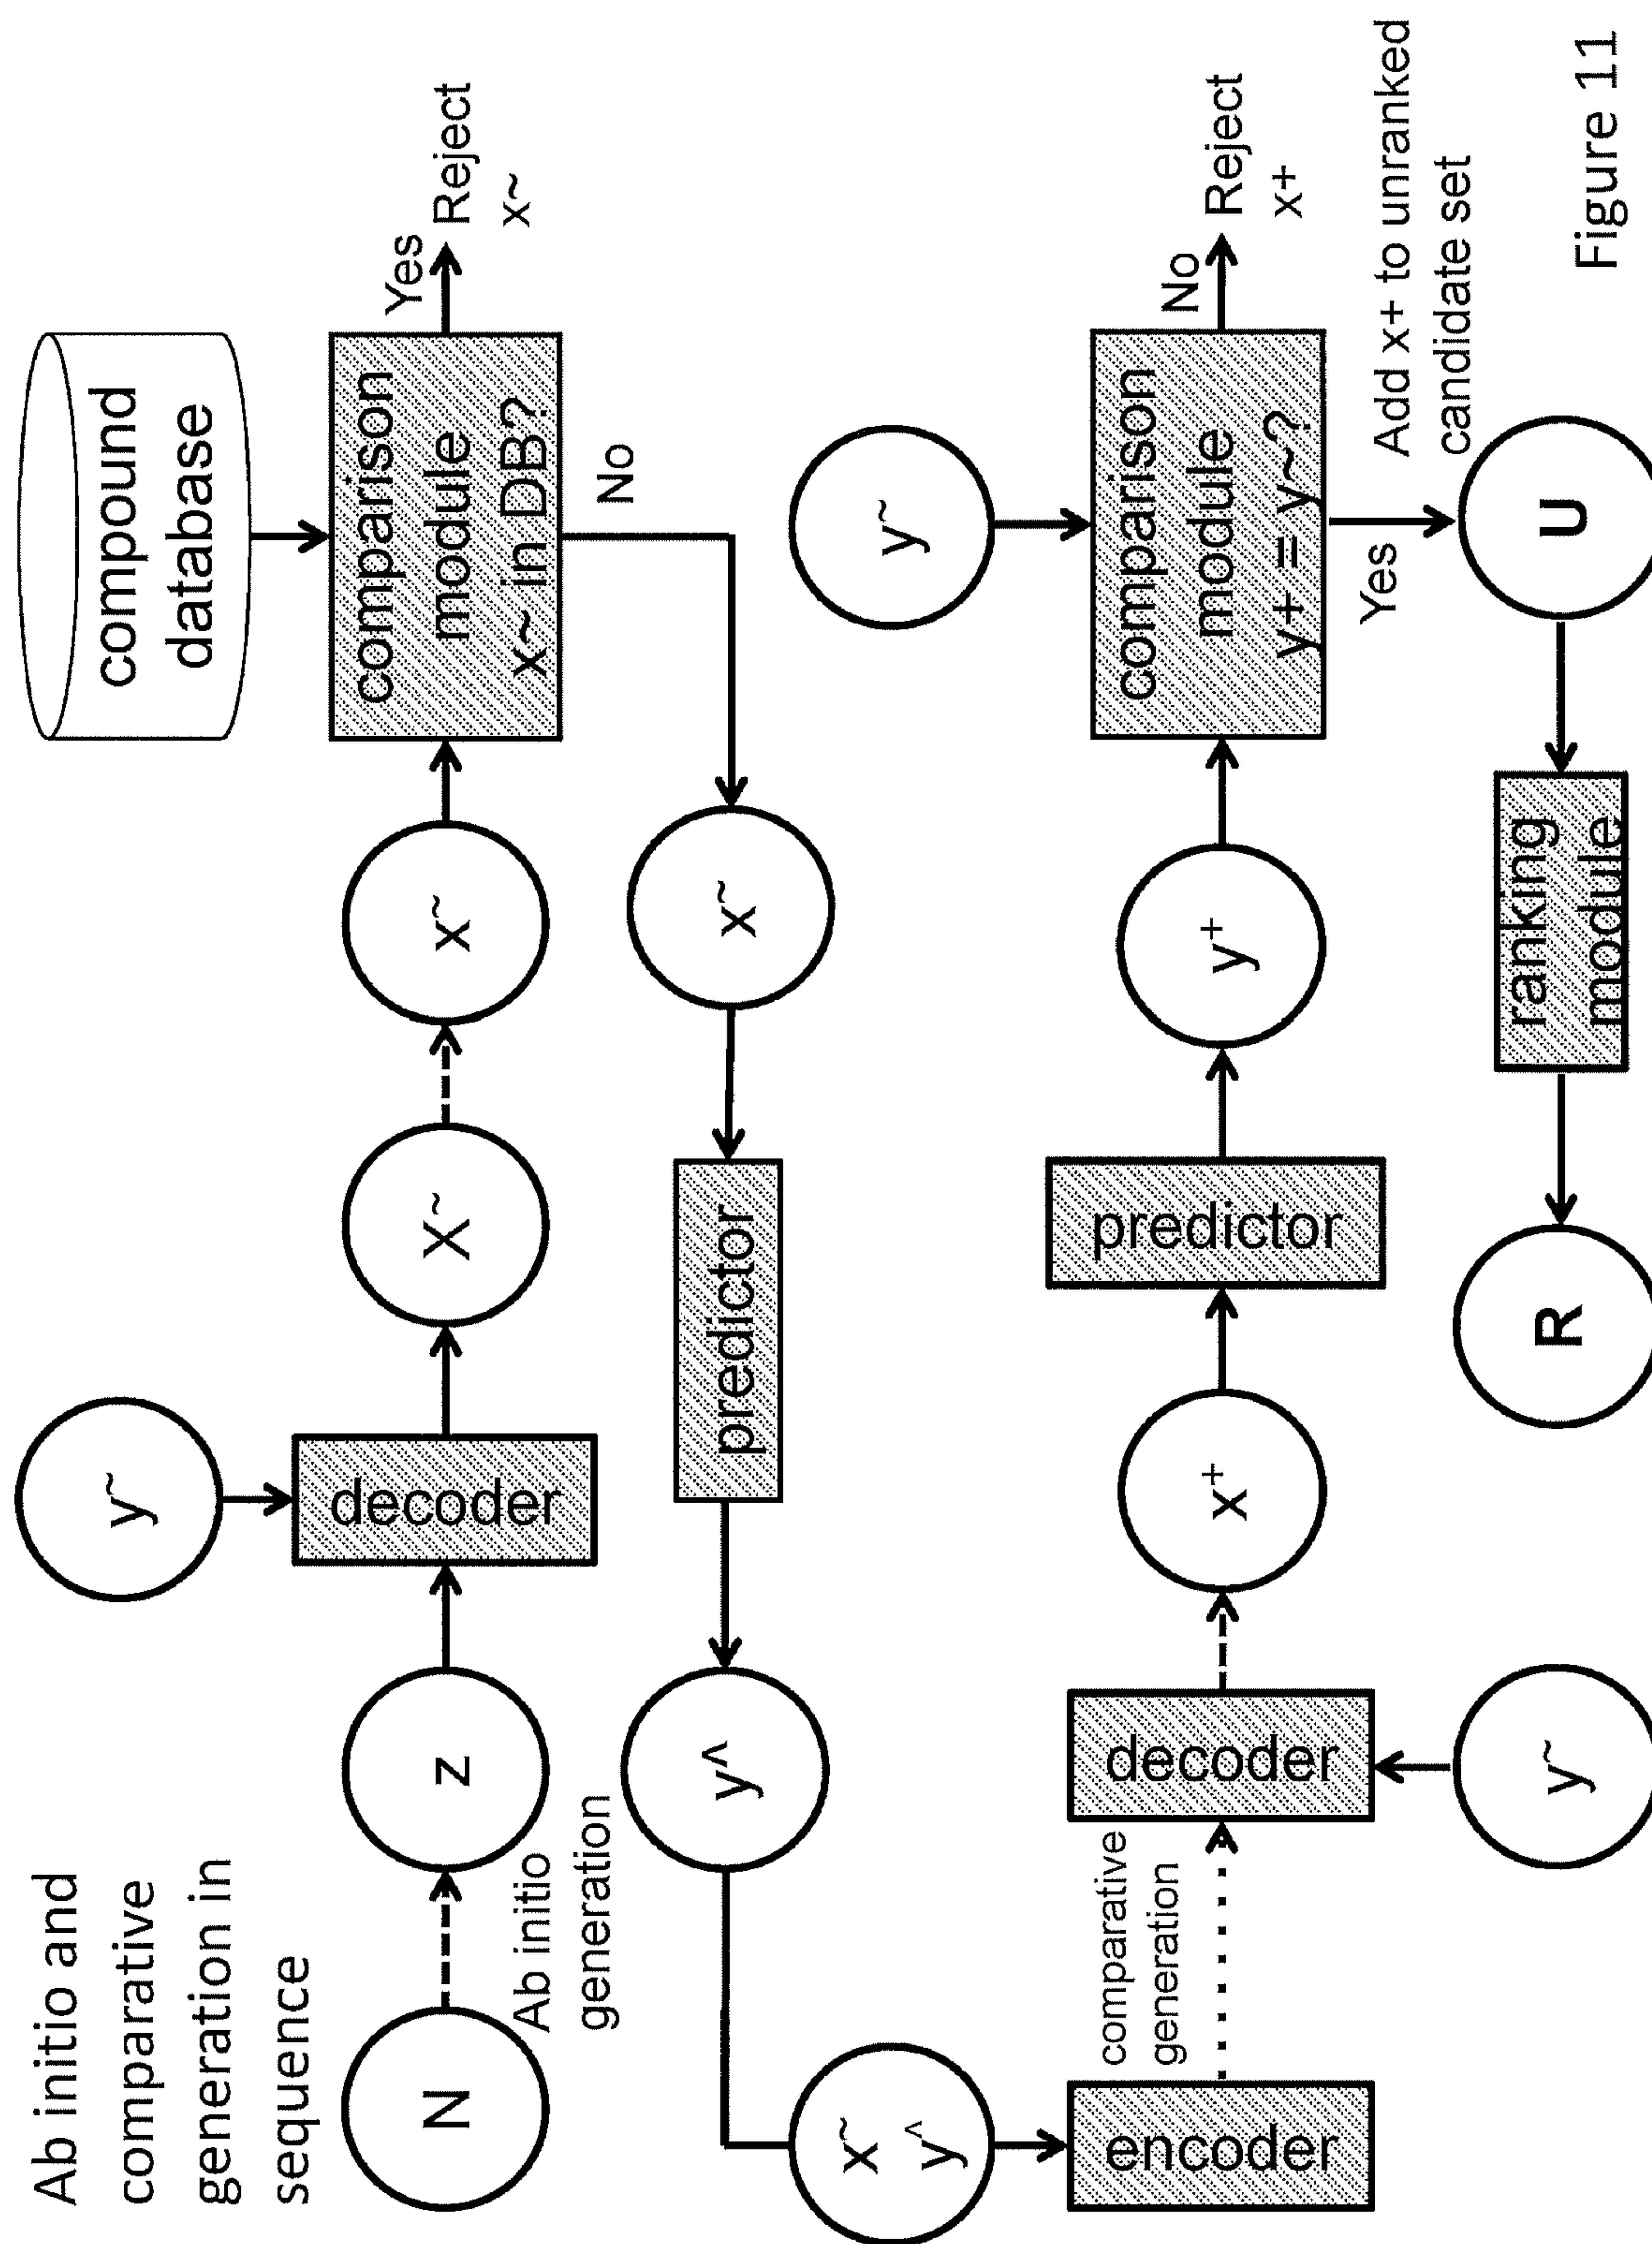 Ab initio and
comparative
generation in
sequence
y~
compound
database
N
z
decoder
X~
x~
comparison
module
x~ in DB?
Yes
Reject
x~
Ab initio
generation
No
y^
predictor
x~
x~
y^
y~
encoder
comparative
generation
decoder
x+
predictor
y+
comparison
module
y+ = y~?
No
Reject
x+
Yes
Add x+ to unranked
candidate set
y~
R
ranking
module
U
Figure 11